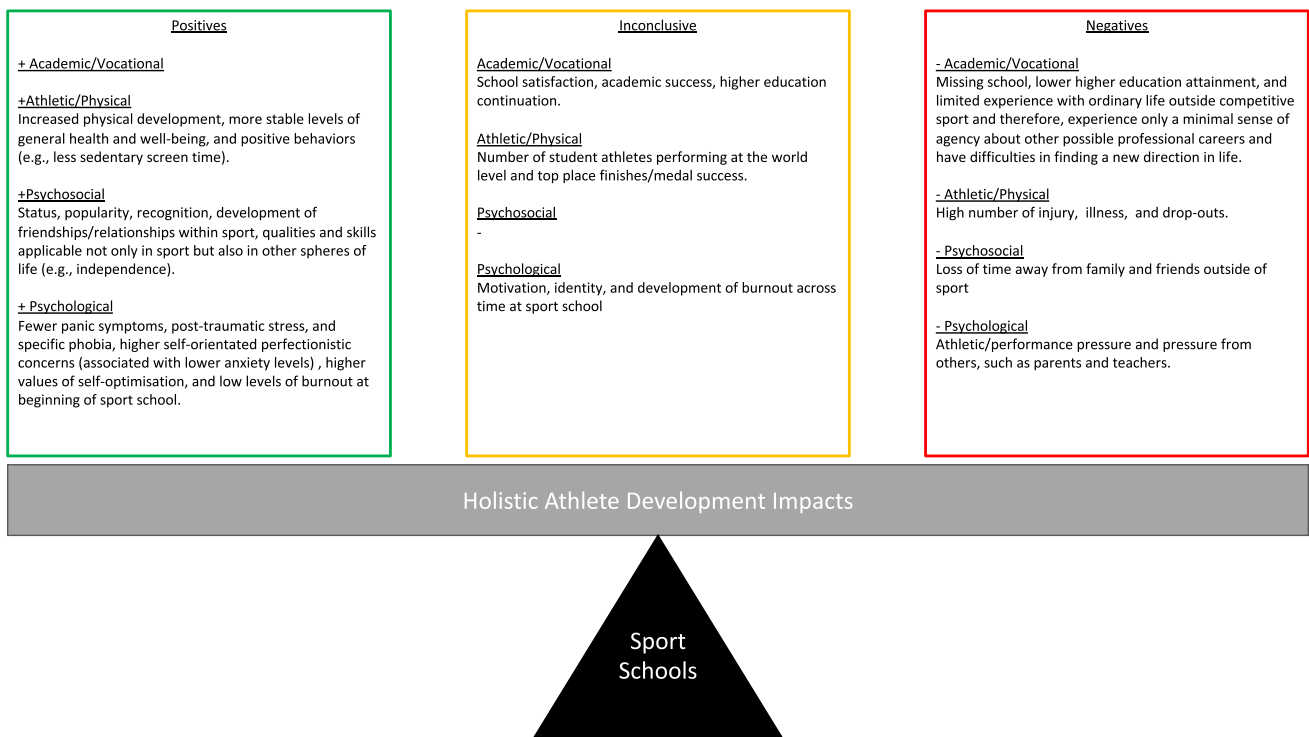 Positives
+ Academic/Vocational
+Athletic/Physical
Increased physical development, more stable levels of
general health and well-being, and positive behaviors
(e.g., less sedentary screen time).
+Psychosocial
Status, popularity, recognition, development of
friendships/relationships within sport, qualities and skills
applicable not only in sport but also in other spheres of
life (e.g., independence).
+ Psychological
Fewer panic symptoms, post-traumatic stress, and
specific phobia, higher self-orientated perfectionistic
concerns (associated with lower anxiety levels) , higher
values of self-optimisation, and low levels of burnout at
beginning of sport school.
Inconclusive
Academic/Vocational
School satisfaction, academic success, higher education
continuation.
Athletic/Physical
Number of student athletes performing at the world
level and top place finishes/medal success.
Psychosocial
-
Psychological
Motivation, identity, and development of burnout across
time at sport school
Negatives
- Academic/Vocational
Missing school, lower higher education attainment, and
limited experience with ordinary life outside competitive
sport and therefore, experience only a minimal sense of
agency about other possible professional careers and
have difficulties in finding a new direction in life.
- Athletic/Physical
High number of injury,  illness,  and drop-outs.
- Psychosocial
Loss of time away from family and friends outside of
sport
- Psychological
Athletic/performance pressure and pressure from
others, such as parents and teachers.
Holistic Athlete Development Impacts
Sport
Schools